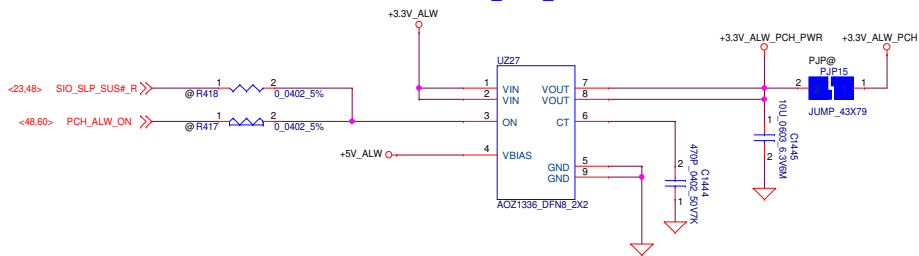 +3.3V_ALW
+3.3V_ALW_PCH_PWR
+3.3V_ALW_PCH
UZ27
PJP@
PJP15
2 1
2 1
JUMP_43X79
<23,48> SIO_SLP_SUS#_R
1 2
@ R418 0_0402_5%
<48,60> PCH_ALW_ON
1 2
@ R417 0_0402_5%
1 VIN
2 VIN
3 ON
4 VBIAS
+5V_ALW
VOUT 7
VOUT 8
CT 6
GND 5
GND 9
AOZ1336_DFN8_2X2
2
1
C1444
470P_0402_50V7K
1
2
C1445
10U_0603_6.3V6M